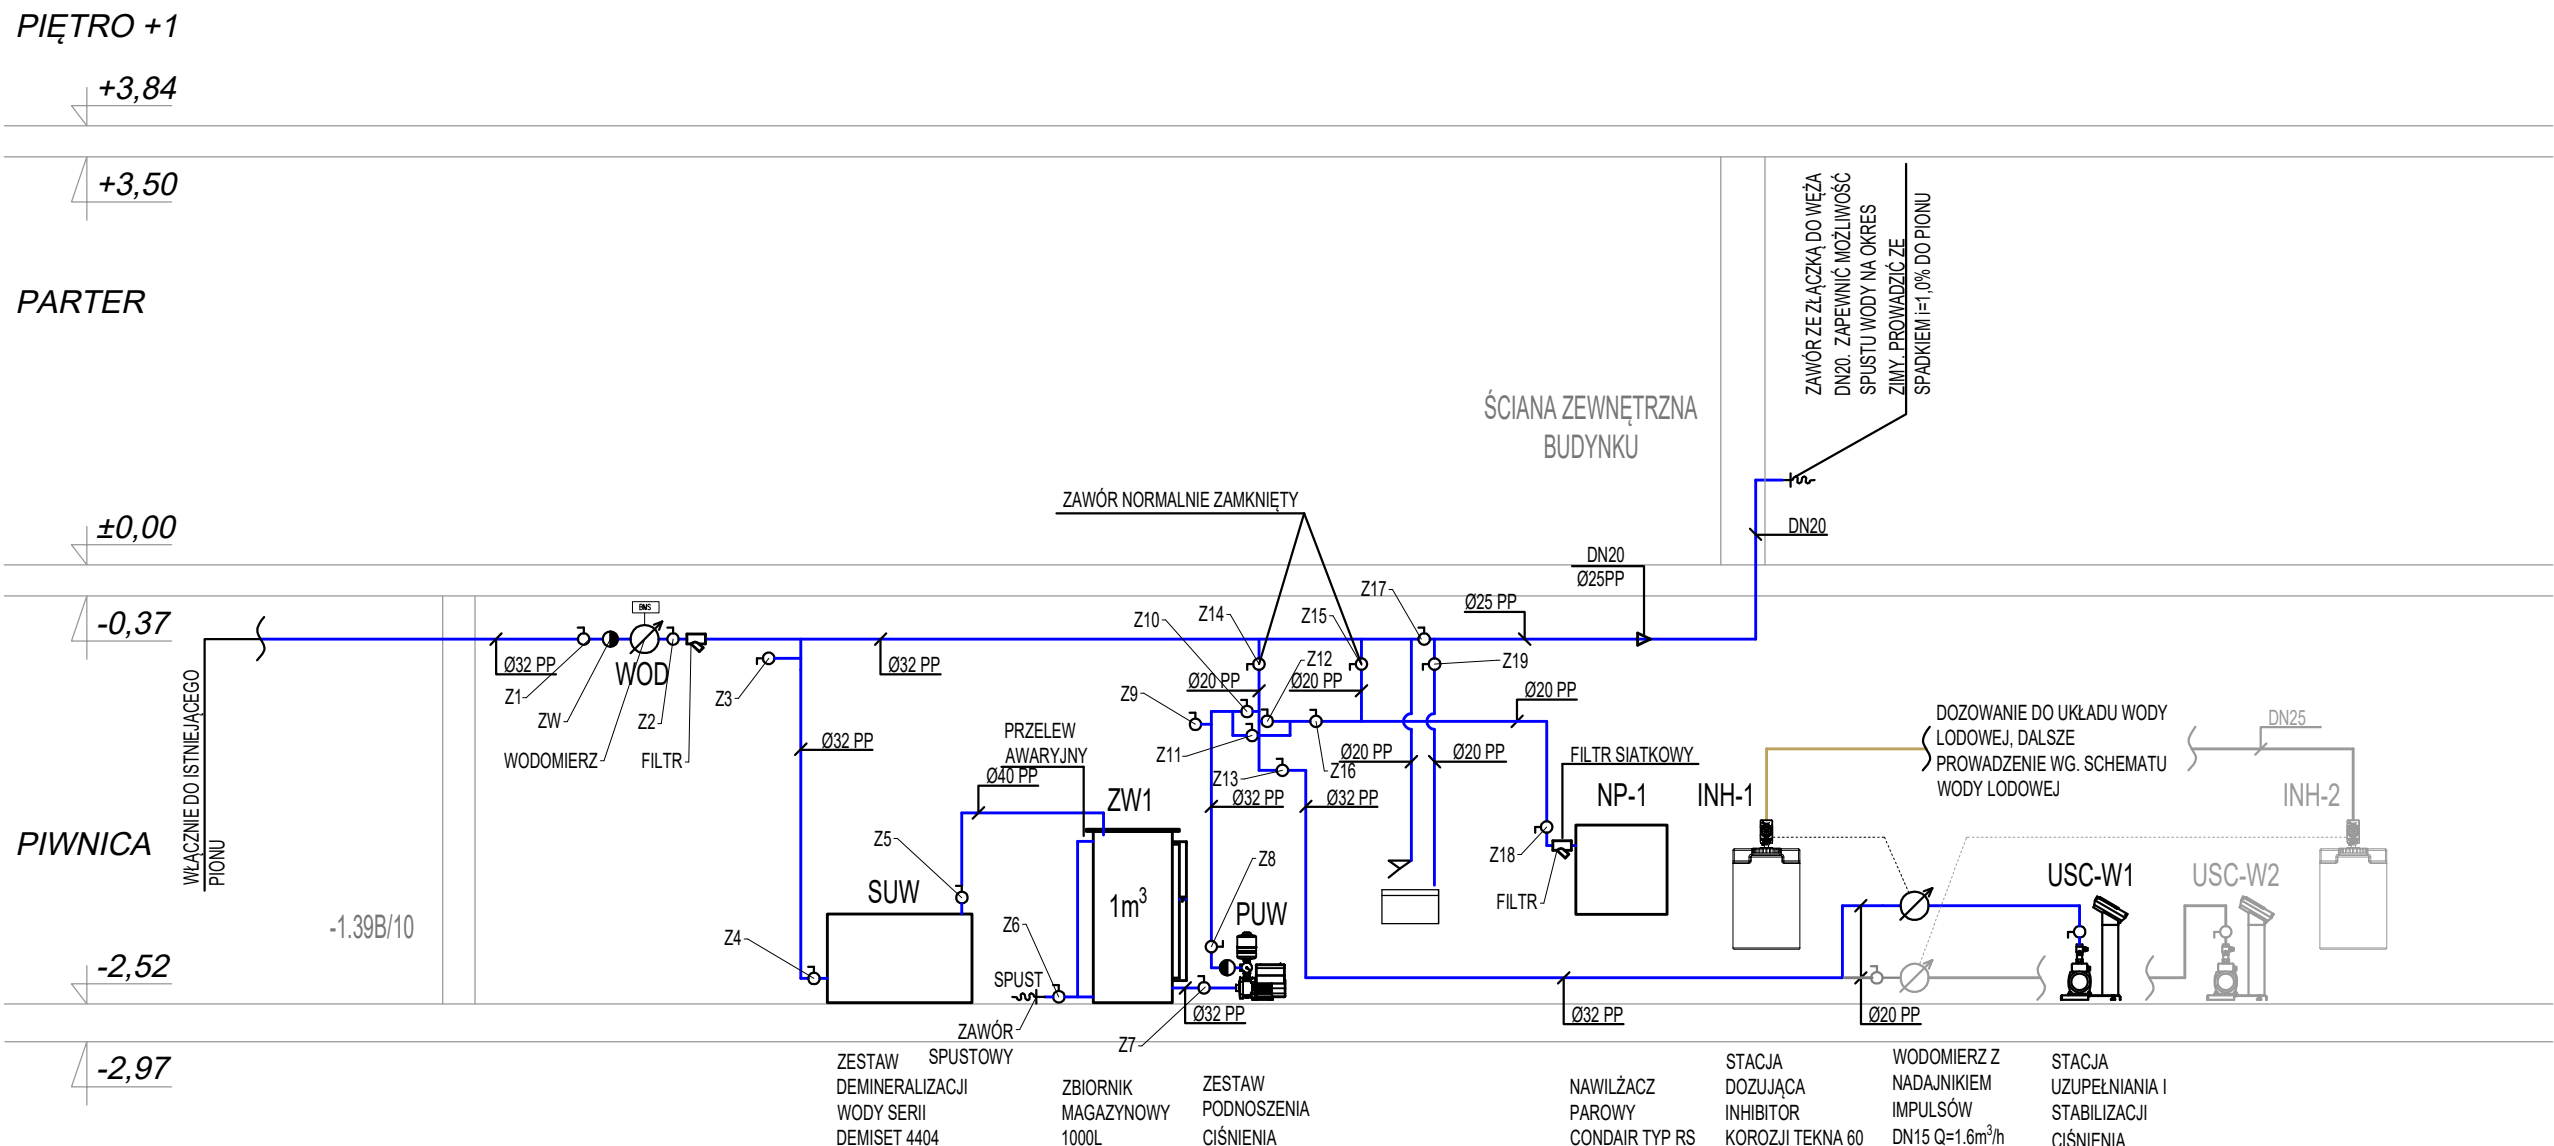 PIĘTRO +1
+3,84
+3,50
PARTER
±0,00
-0,37
PIWNICA
-2,52
-2,97
ZAWÓR ZE ZŁĄCZKĄ DO WĘŻA
DN20. ZAPEWNIĆ MOŻLIWOŚĆ
SPUSTU WODY NA OKRES
ZIMY. PROWADZIĆ ZE
SPADKIEM i=1,0% DO PIONU
ŚCIANA ZEWNĘTRZNA
BUDYNKU
ZAWÓR NORMALNIE ZAMKNIĘTY
DN20
DN20
Ø25PP
WŁĄCZNIE DO ISTNIEJĄCEGO
PIONU
-1.39B/10
Ø32 PP
Z1
ZW
WODOMIERZ
BMS
WOD
Z2
FILTR
Z3
Ø32 PP
Ø32 PP
Z4
SUW
Z5
Ø40 PP
PRZELEW
AWARYJNY
ZW1
1m³
Z6
SPUST
ZAWÓR
SPUSTOWY
Z7
Ø32 PP
PUW
Z8
Ø32 PP
Z9
Z10
Z11
Z12
Z13
Z14
Z15
Z16
Z17
Z19
Ø20 PP
Ø20 PP
Ø32 PP
Ø20 PP
Ø20 PP
Ø25 PP
Ø20 PP
FILTR SIATKOWY
Z18
FILTR
NP-1
INH-1
DOZOWANIE DO UKŁADU WODY
LODOWEJ, DALSZE
PROWADZENIE WG. SCHEMATU
WODY LODOWEJ
DN25
INH-2
USC-W1
USC-W2
Ø32 PP
Ø20 PP
ZESTAW
DEMINERALIZACJI
WODY SERII
DEMISET 4404
ZBIORNIK
MAGAZYNOWY
1000L
ZESTAW
PODNOSZENIA
CIŚNIENIA
NAWILŻACZ
PAROWY
CONDAIR TYP RS
STACJA
DOZUJĄCA
INHIBITOR
KOROZJI TEKNA 60
WODOMIERZ Z
NADAJNIKIEM
IMPULSÓW
DN15 Q=1.6m³/h
STACJA
UZUPEŁNIANIA I
STABILIZACJI
CIŚNIENIA